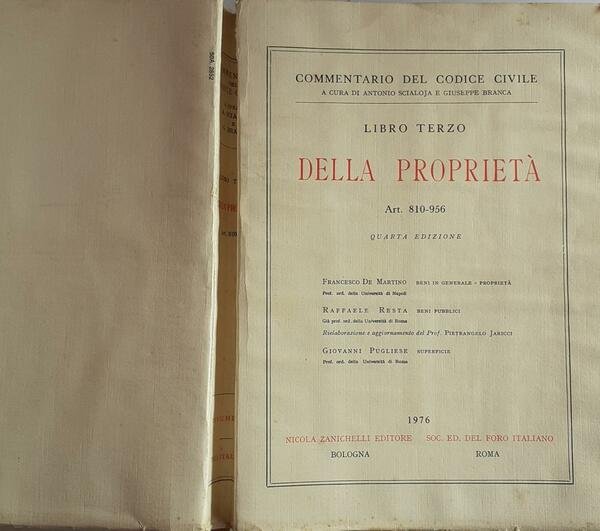 SDA. 2652
COMMENTARIO DEL CODICE CIVILE
A CURA DI ANTONIO SCIALOJA E GIUSEPPE BRANCA
LIBRO TERZO
DELLA PROPRIETÀ
Art. 810-956
QUARTA EDIZIONE
FRANCESCO DE MARTINO BENI IN GENERALE - PROPRIETÀ
Prof. ord. della Università di Napoli
RAFFAELE RESTA BENI PUBBLICI
Già prof. ord. della Università di Roma
Rielaborazione e aggiornamento del Prof. PIETRANGELO JARICCI
GIOVANNI PUGLIESE SUPERFICIE
Prof. ord. della Università di Roma
1976
NICOLA ZANICHELLI EDITORE SOC. ED. DEL FORO ITALIANO
BOLOGNA ROMA